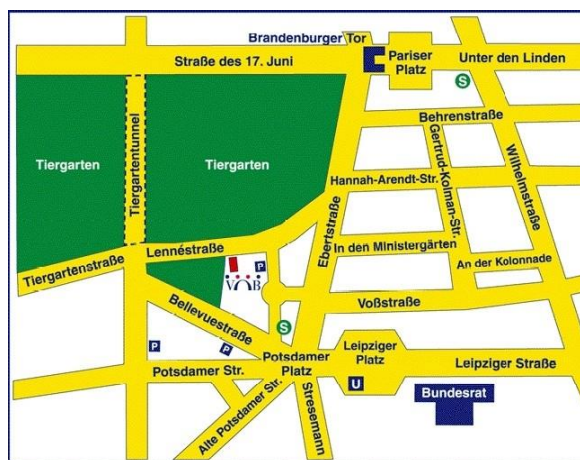 Brandenburger Tor
Straße des 17. Juni
Pariser
Platz
Unter den Linden
S
Behrenstraße
Tiergarten
Tiergartentunnel
Tiergarten
Gertrud-Kolman-Str.
Wilhelmstraße
Hannah-Arendt-Str.
Ebertstraße
Lennéstraße
In den Ministergärten
Tiergartenstraße
An der Kolonnade
P
VÖB
Bellevuestraße
Voßstraße
S
P
P
Potsdamer
Platz
Leipziger
Platz
Potsdamer Str.
Leipziger Straße
U
Bundesrat
Alte Potsdamer Str.
Stresemann